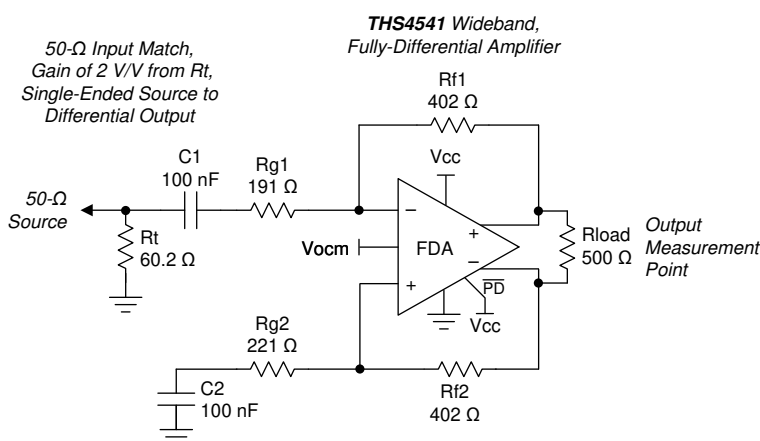 THS4541 Wideband,
Fully-Differential Amplifier
50-Ω Input Match,
Gain of 2 V/V from Rt,
Single-Ended Source to
Differential Output
Rf1
402 Ω
C1
100 nF
Rg1
191 Ω
Vcc
50-Ω
Source
Rt
60.2 Ω
Vocm
–
+
FDA
+
–
PD
Vcc
Rload
500 Ω
Output
Measurement
Point
Rg2
221 Ω
C2
100 nF
Rf2
402 Ω